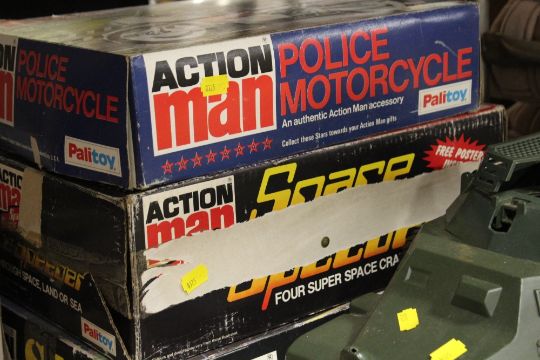 POLICE
MOTORCYCLE
Palitoy
ACTION
man
POLICE
MOTORCYCLE
An authentic Action Man accessory
Collect these Stars towards your Action Man gifts
Palitoy
ACTION
SPACE, LAND OR SEA
Palitoy
ACTION
man
Space
FREE POSTER
FOUR SUPER SPACE CRA